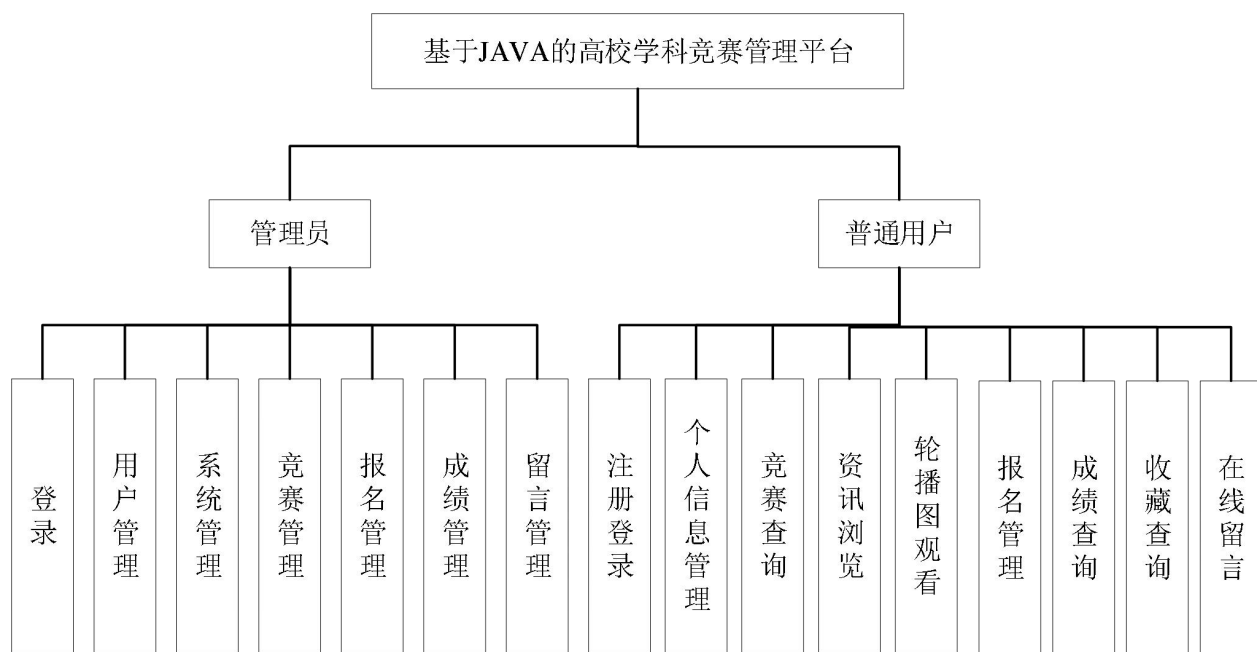 基于JAVA的高校学科竞赛管理平台
管理员
普通用户
登录
用户管理
系统管理
竞赛管理
报名管理
成绩管理
留言管理
注册登录
个人信息管理
竞赛查询
资讯浏览
轮播图观看
报名管理
成绩查询
收藏查询
在线留言